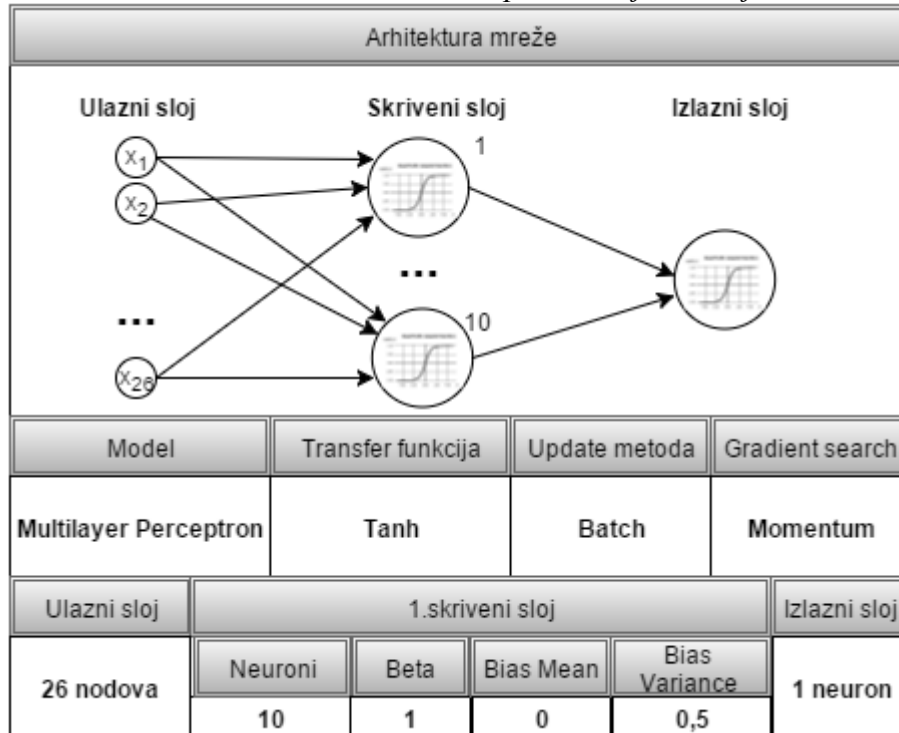 Arhitektura mreže
Ulazni sloj Skriveni sloj Izlazni sloj
X1 1
X2
... ...
10
X26
Model Transfer funkcija Update metoda Gradient search
Multilayer Perceptron Tanh Batch Momentum
Ulazni sloj 1.skriveni sloj Izlazni sloj
26 nodova Neuroni Beta Bias Mean Bias Variance 1 neuron
10 1 0 0,5